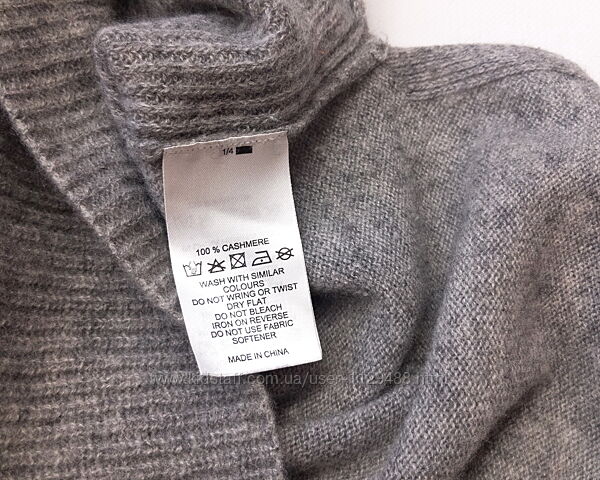 1/4
100 % CASHMERE
WASH WITH SIMILAR
COLOURS
DO NOT WRING OR TWIST
DRY FLAT
DO NOT BLEACH
IRON ON REVERSE
DO NOT USE FABRIC
SOFTENER
MADE IN CHINA